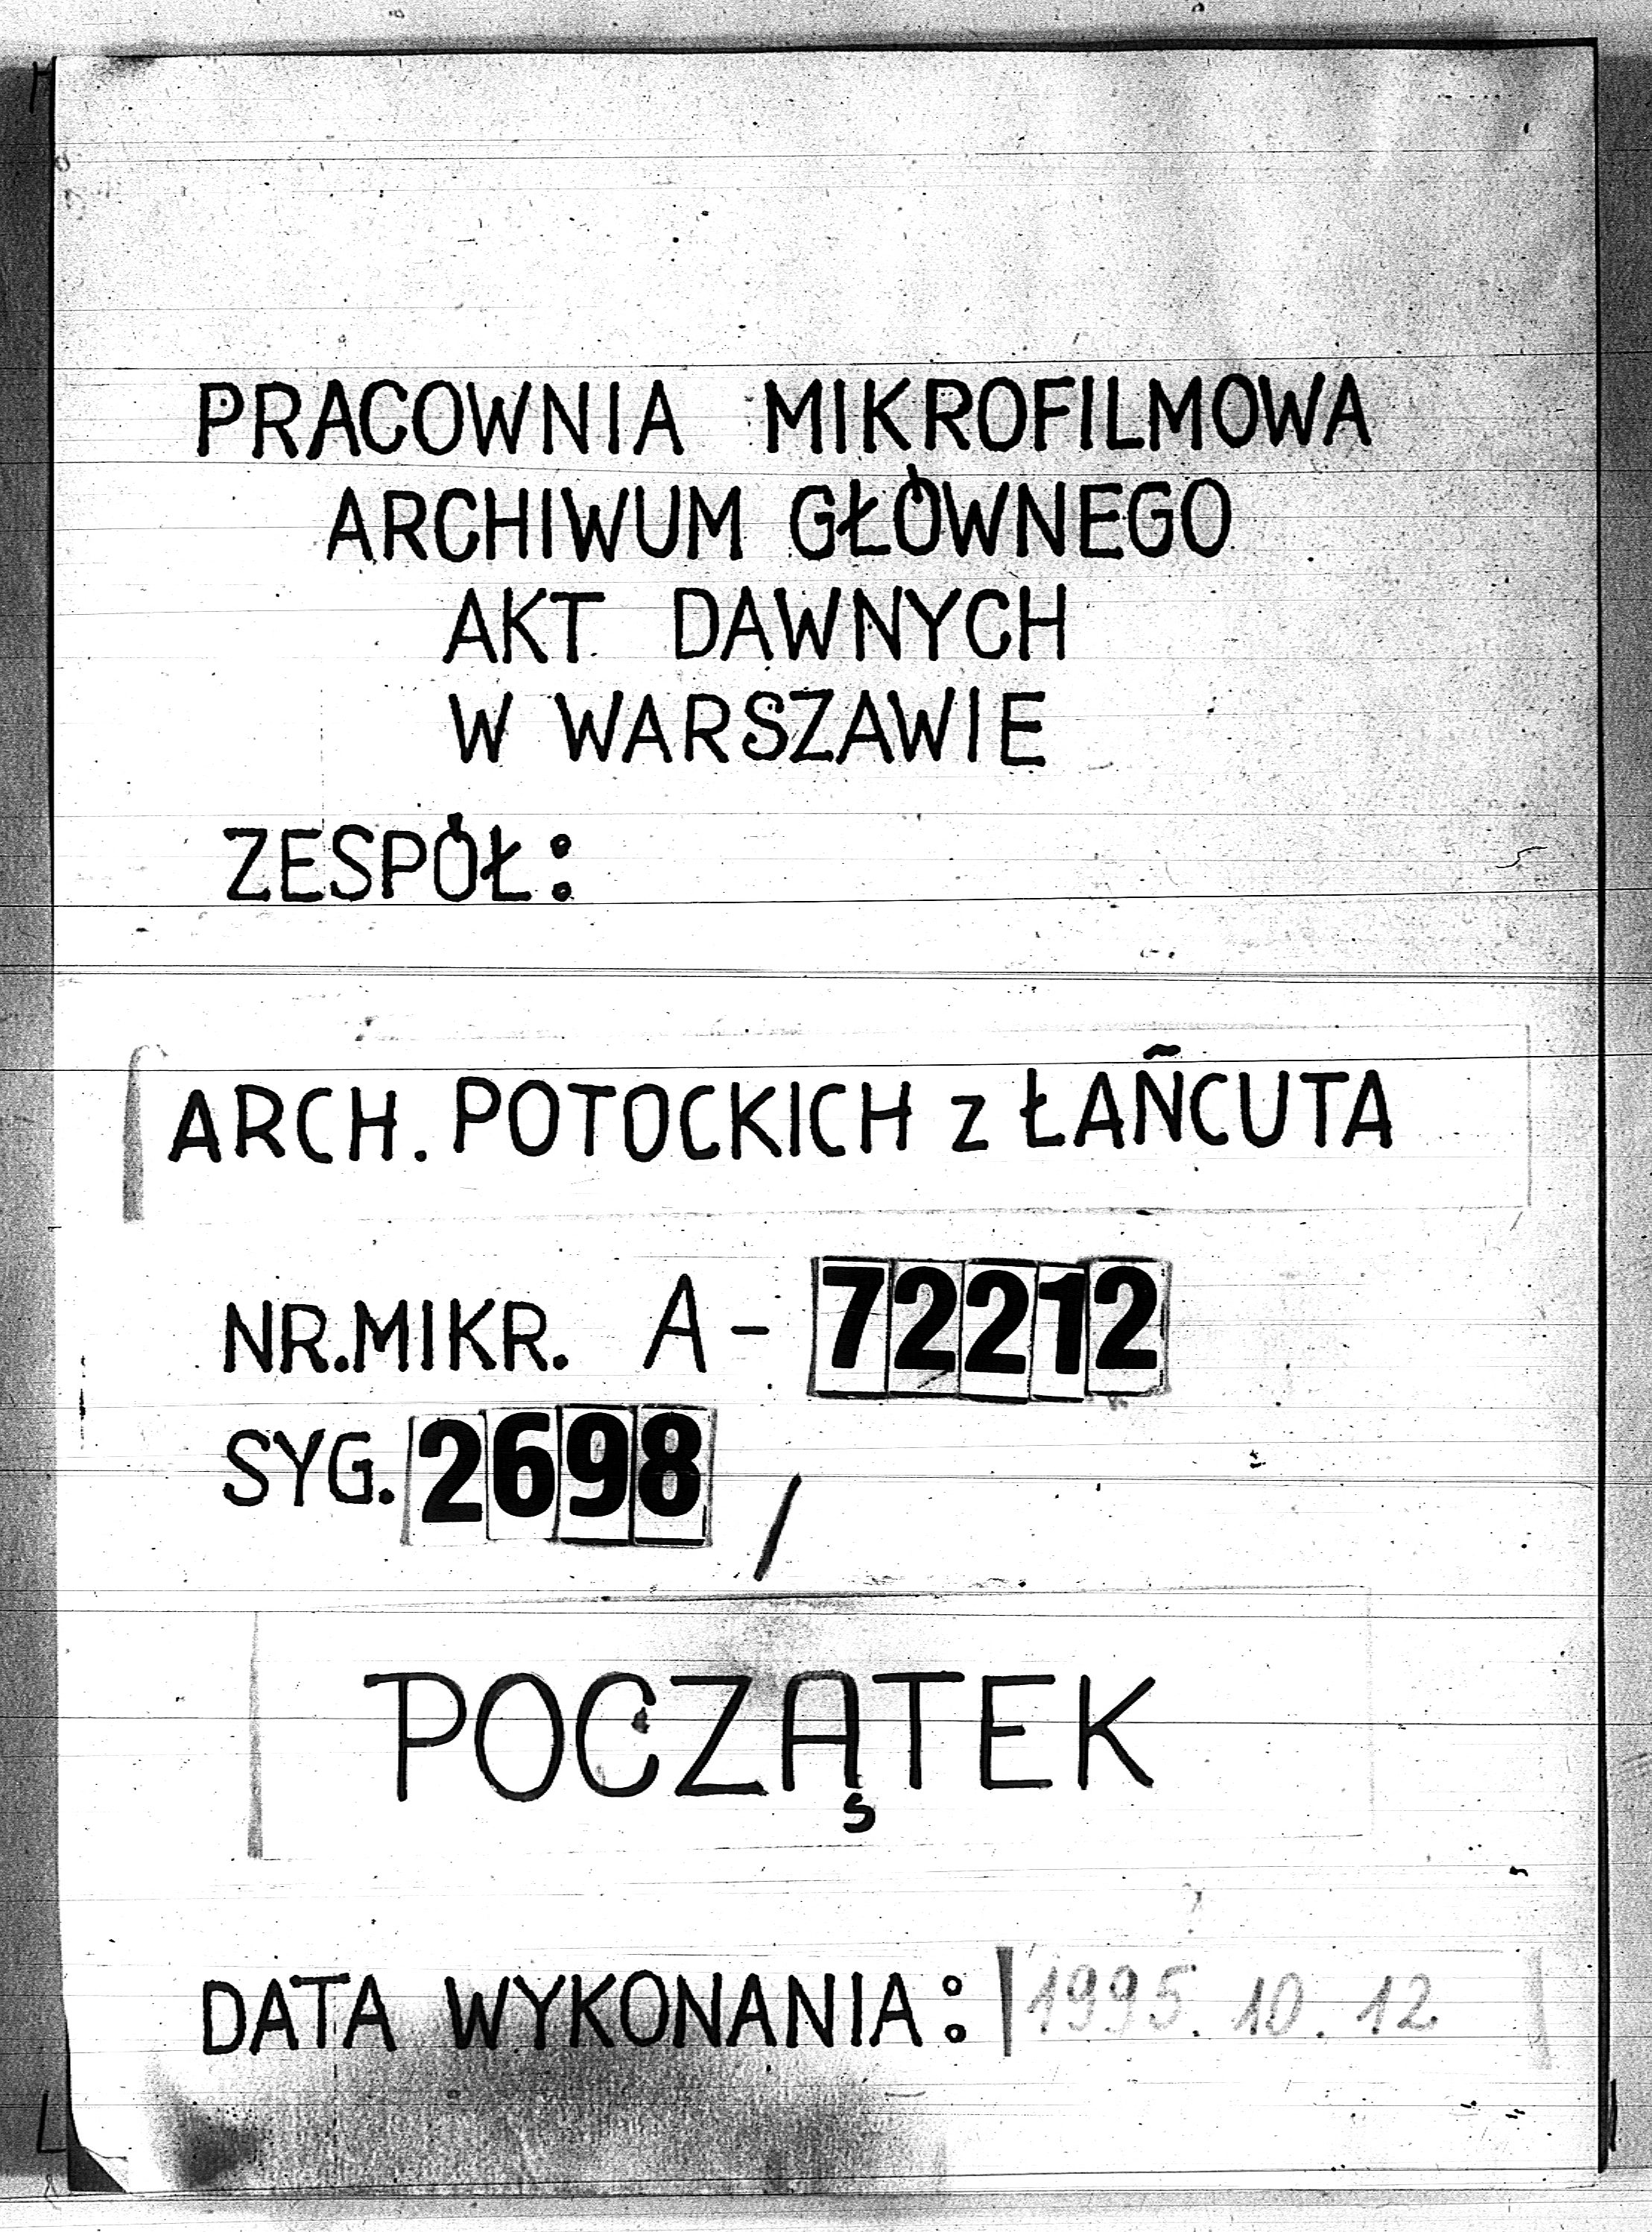 PRACOWNIA MIKROFILMOWA
ARCHIWUM GŁÓWNEGO
AKT DAWNYCH
W WARSZAWIE
ZESPÓŁ:
ARCH. POTOCKICH z ŁAŃCUTA
NR.MIKR. A-72212
SYG. 2698 /
POCZĄTEK
DATA WYKONANIA: 1995.10.12